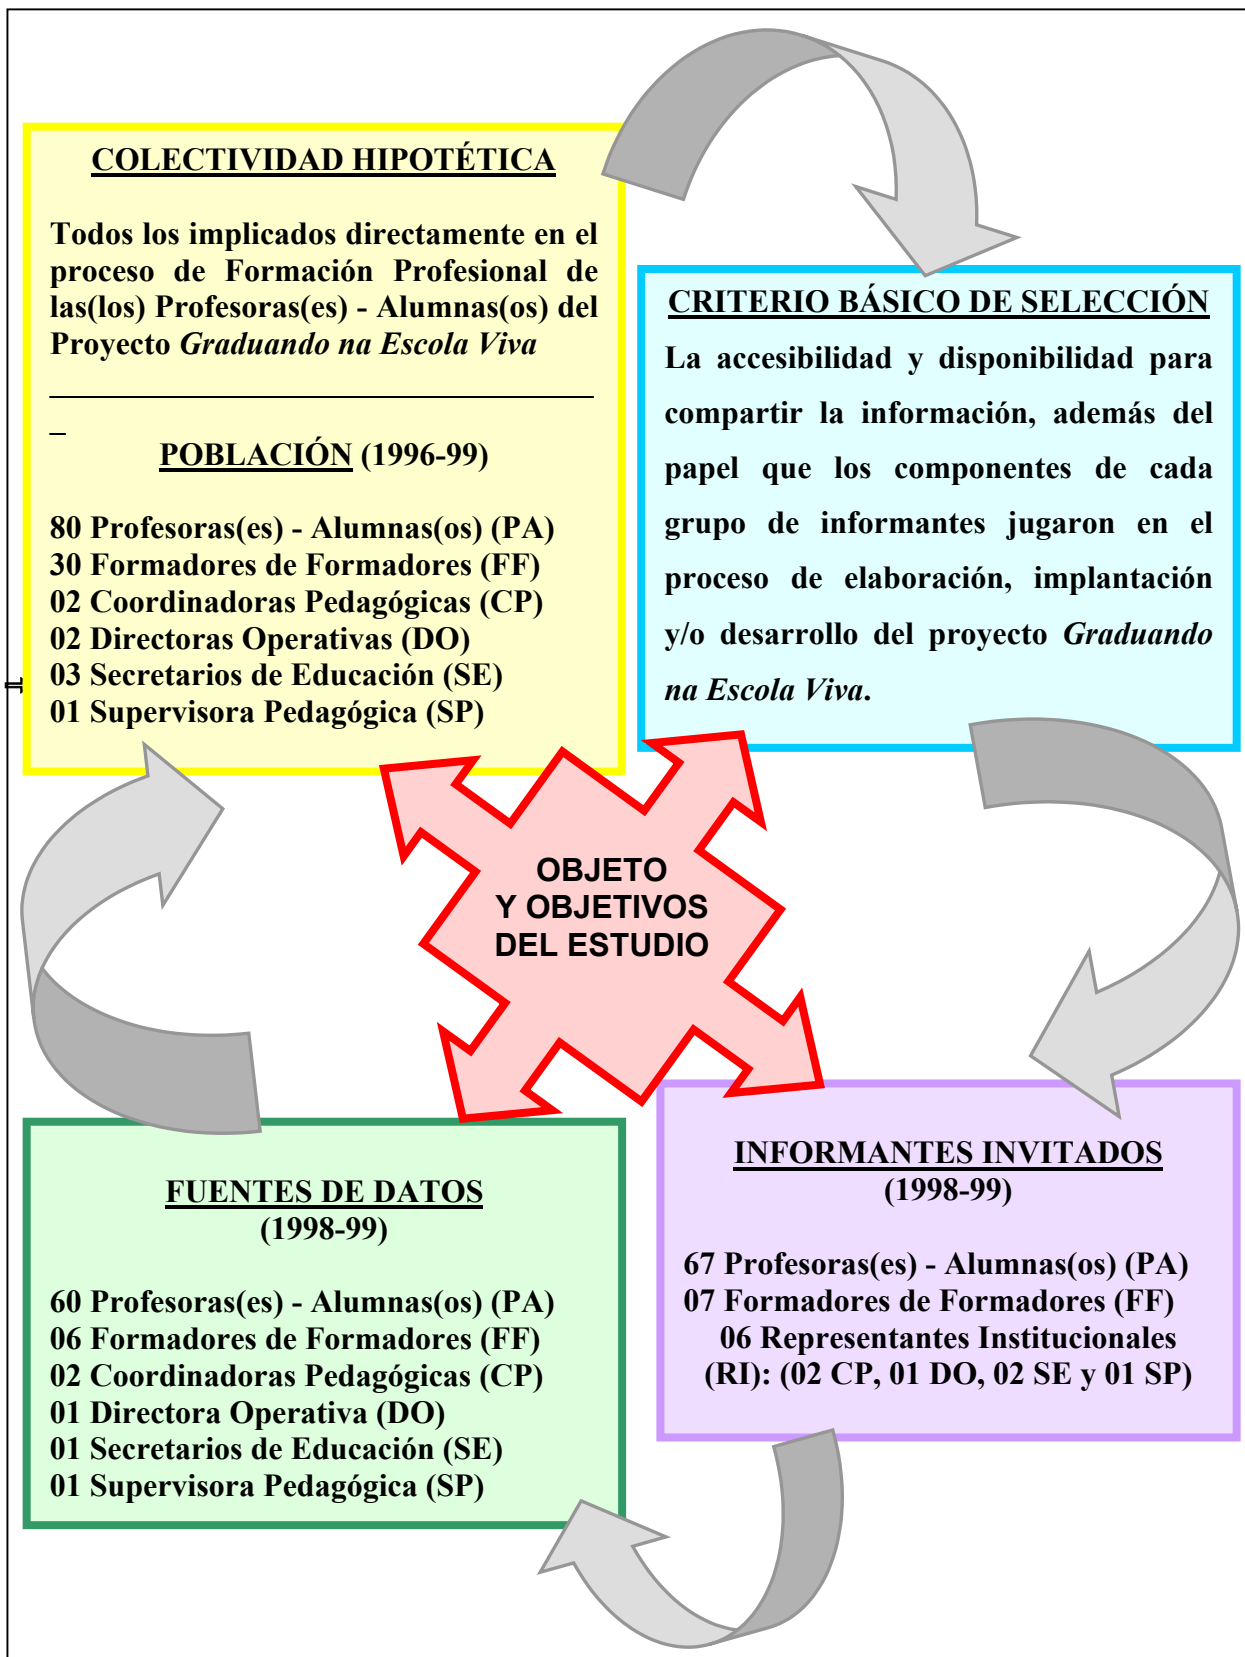 COLECTIVIDAD HIPOTÉTICA
Todos los implicados directamente en el
proceso de Formación Profesional de
las(los) Profesoras(es) - Alumnas(os) del
Proyecto Graduando na Escola Viva
POBLACIÓN (1996-99)
80 Profesoras(es) - Alumnas(os) (PA)
30 Formadores de Formadores (FF)
02 Coordinadoras Pedagógicas (CP)
02 Directoras Operativas (DO)
03 Secretarios de Educación (SE)
01 Supervisora Pedagógica (SP)
CRITERIO BÁSICO DE SELECCIÓN
La accesibilidad y disponibilidad para
compartir la información, además del
papel que los componentes de cada
grupo de informantes jugaron en el
proceso de elaboración, implantación
y/o desarrollo del proyecto Graduando
na Escola Viva.
OBJETO
Y OBJETIVOS
DEL ESTUDIO
FUENTES DE DATOS
(1998-99)
60 Profesoras(es) - Alumnas(os) (PA)
06 Formadores de Formadores (FF)
02 Coordinadoras Pedagógicas (CP)
01 Directora Operativa (DO)
01 Secretarios de Educación (SE)
01 Supervisora Pedagógica (SP)
INFORMANTES INVITADOS
(1998-99)
67 Profesoras(es) - Alumnas(os) (PA)
07 Formadores de Formadores (FF)
06 Representantes Institucionales
(RI): (02 CP, 01 DO, 02 SE y 01 SP)